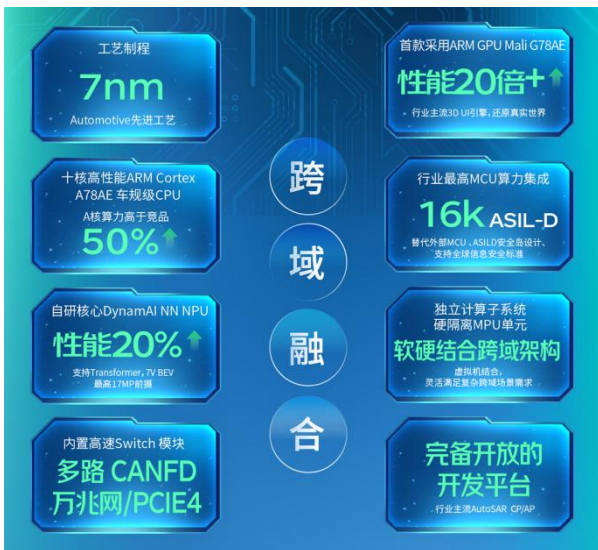 工艺制程
7nm
Automotive先进工艺
十核高性能ARM Cortex
A78AE 车规级CPU
A核算力高于竞品
50%
自研核心DynamAI NN NPU
性能20%
支持Transformer, 7V BEV
最高17MP前摄
内置高速Switch 模块
多路 CANFD
万兆网/PCIE4
跨
域
融
合
首款采用ARM GPU Mali G78AE
性能20倍+
行业主流3D UI引擎，还原真实世界
行业最高MCU算力集成
16k ASIL-D
替代外部MCU、ASILD安全岛设计、
支持全球信息安全标准
独立计算子系统
硬隔离MPU单元
软硬结合跨域架构
虚拟机结合，
灵活满足复杂跨域场景需求
完备开放的
开发平台
行业主流AutoSAR CP/AP